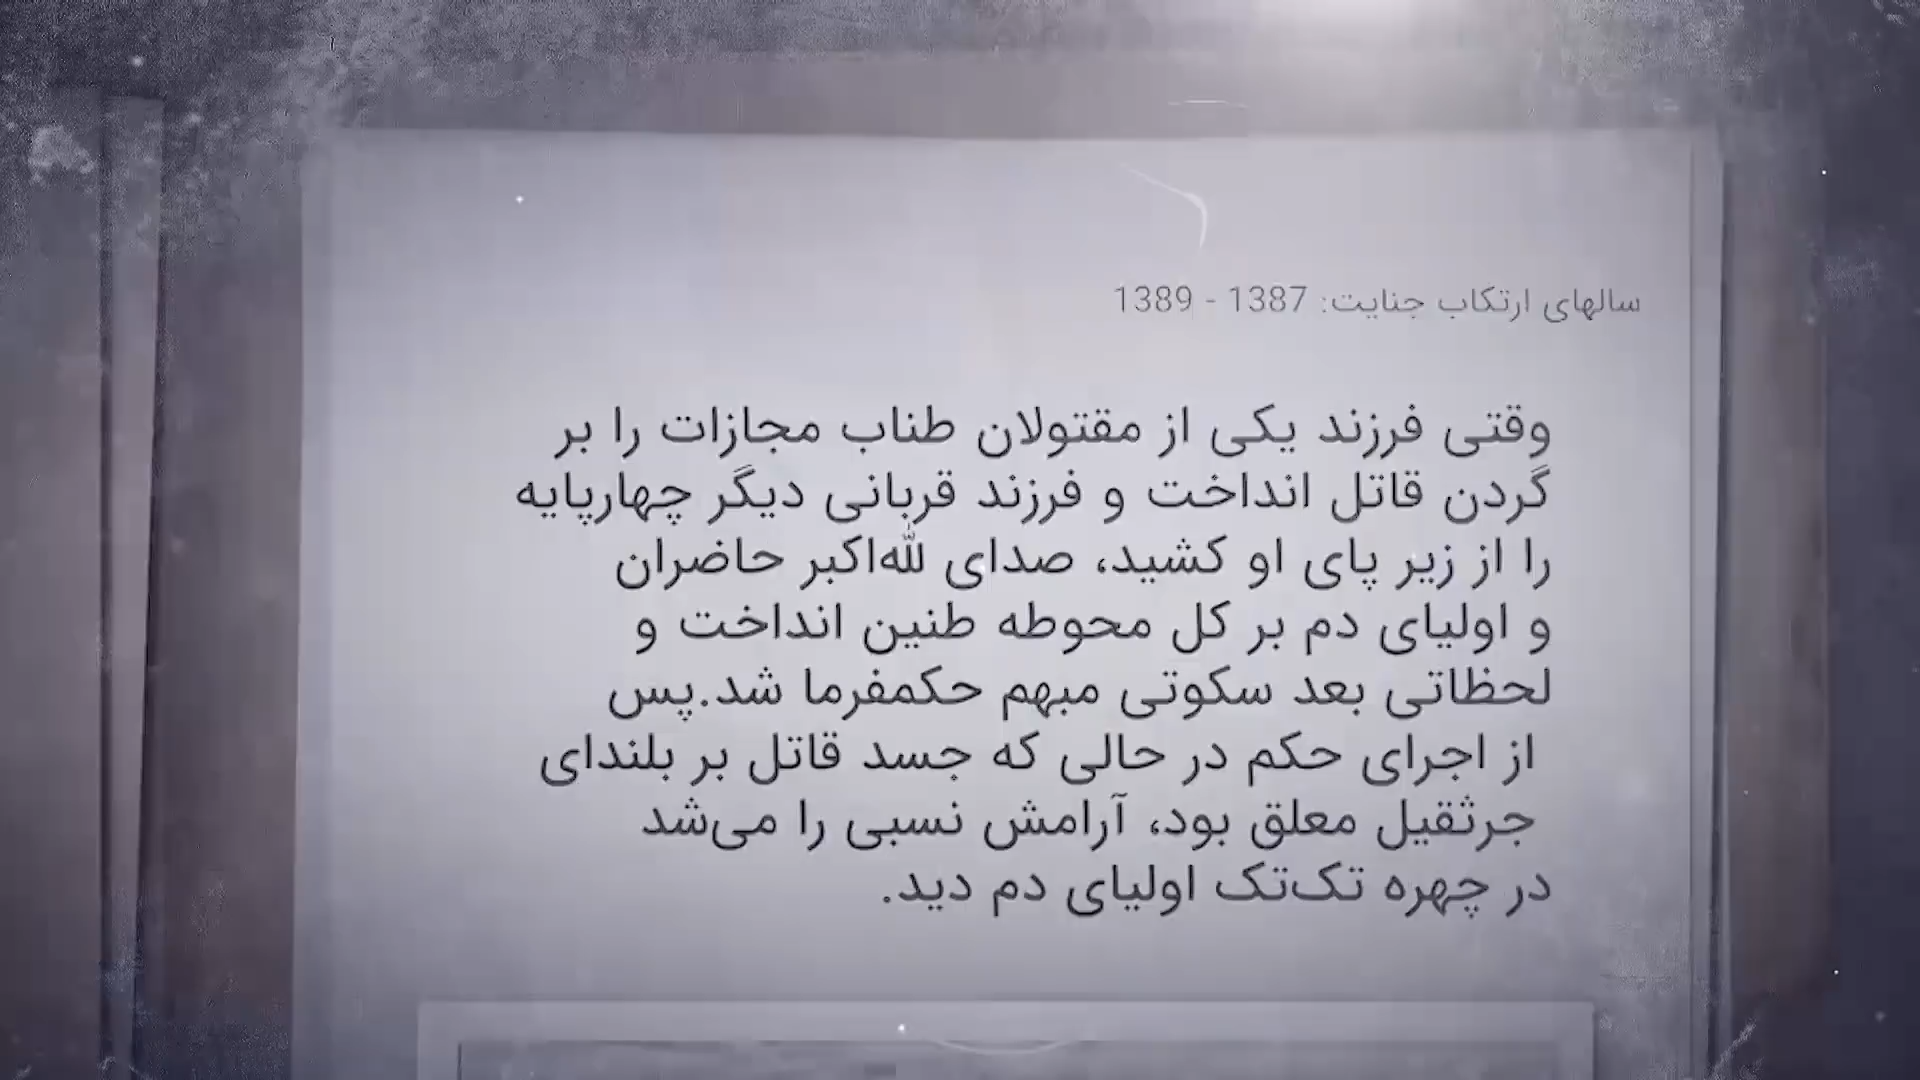 سالهای ارتکاب جنایت: 1387 - 1389
وقتی فرزند یکی از مقتولان طناب مجازات را بر
گردن قاتل انداخت و فرزند قربانی دیگر چهارپایه
را از زیر پای او کشید، صدای لله‌اکبر حاضران
و اولیای دم بر کل محوطه طنین انداخت و
لحظاتی بعد سکوتی مبهم حکمفرما شد.پس
از اجرای حکم در حالی که جسد قاتل بر بلندای
جرثقیل معلق بود، آرامش نسبی را می‌شد
در چهره تک‌تک اولیای دم دید.